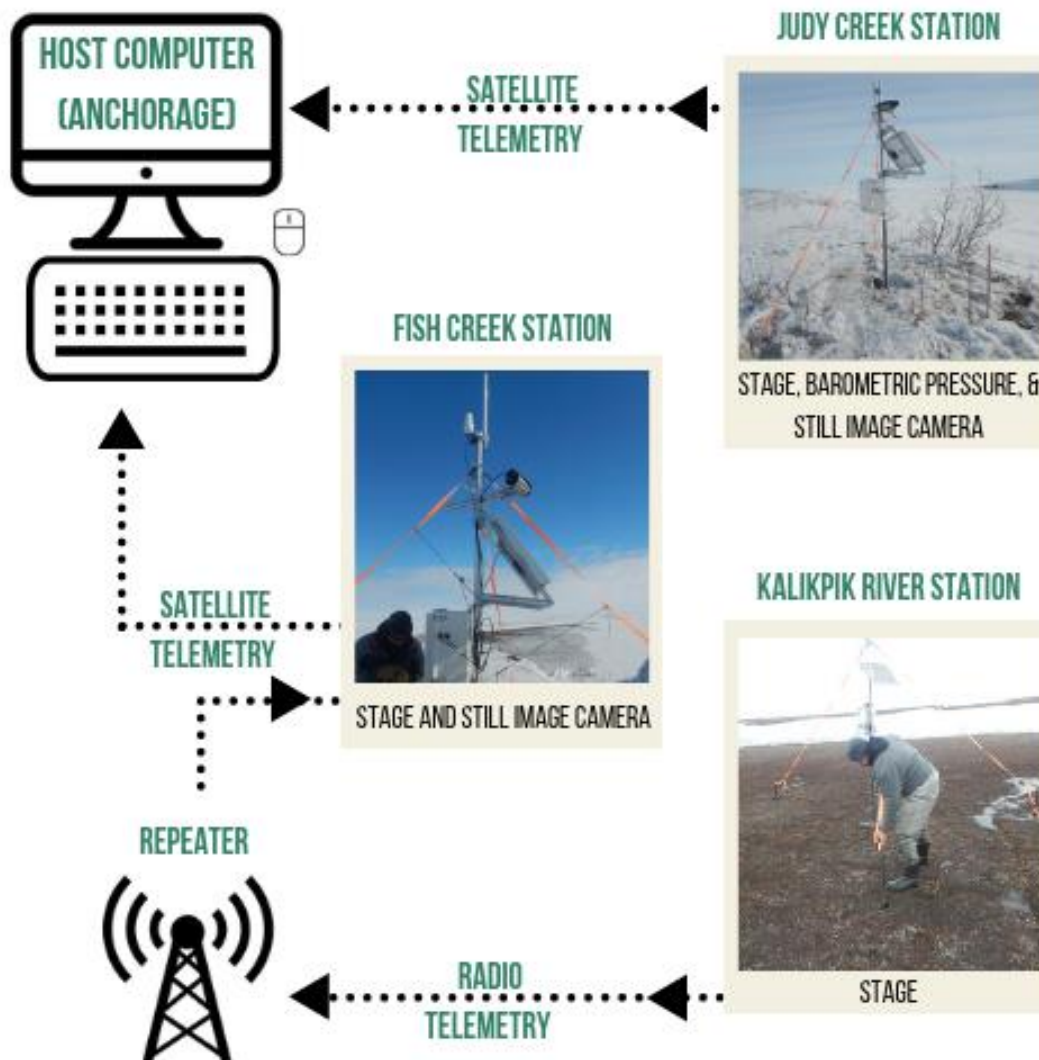 HOST COMPUTER
(ANCHORAGE)
SATELLITE
TELEMETRY
JUDY CREEK STATION
STAGE, BAROMETRIC PRESSURE, &
STILL IMAGE CAMERA
FISH CREEK STATION
STAGE AND STILL IMAGE CAMERA
SATELLITE
TELEMETRY
KALIKPIK RIVER STATION
STAGE
REPEATER
RADIO
TELEMETRY